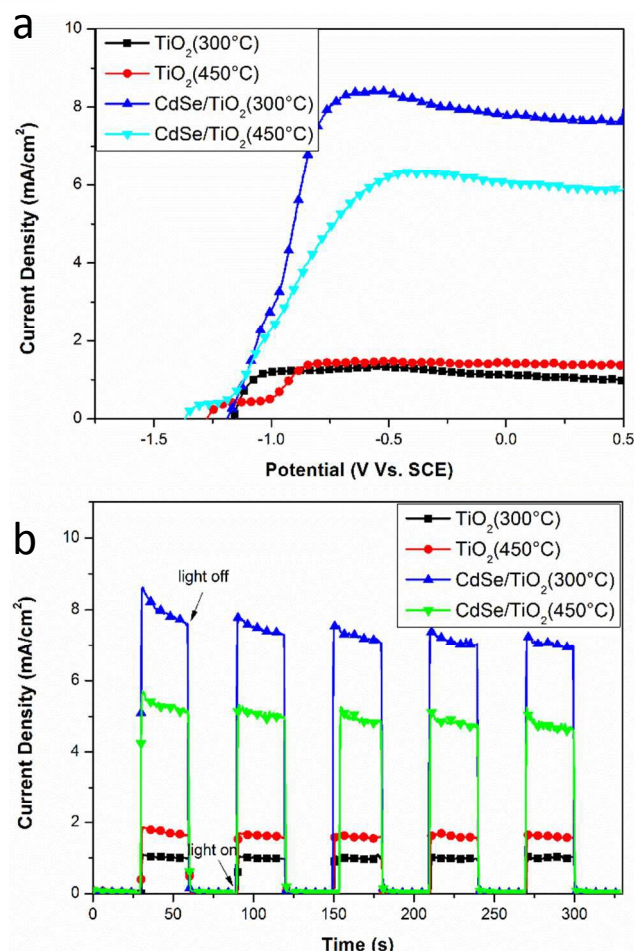 a
10
8
6
4
2
0
Current Density (mA/cm²)
TiO₂(300°C)
TiO₂(450°C)
CdSe/TiO₂(300°C)
CdSe/TiO₂(450°C)
-1.5
-1.0
-0.5
0.0
0.5
Potential (V Vs. SCE)
b
10
8
6
4
2
0
Current Density (mA/cm²)
TiO₂(300°C)
TiO₂(450°C)
CdSe/TiO₂(300°C)
CdSe/TiO₂(450°C)
light off
light on
0
50
100
150
200
250
300
Time (s)